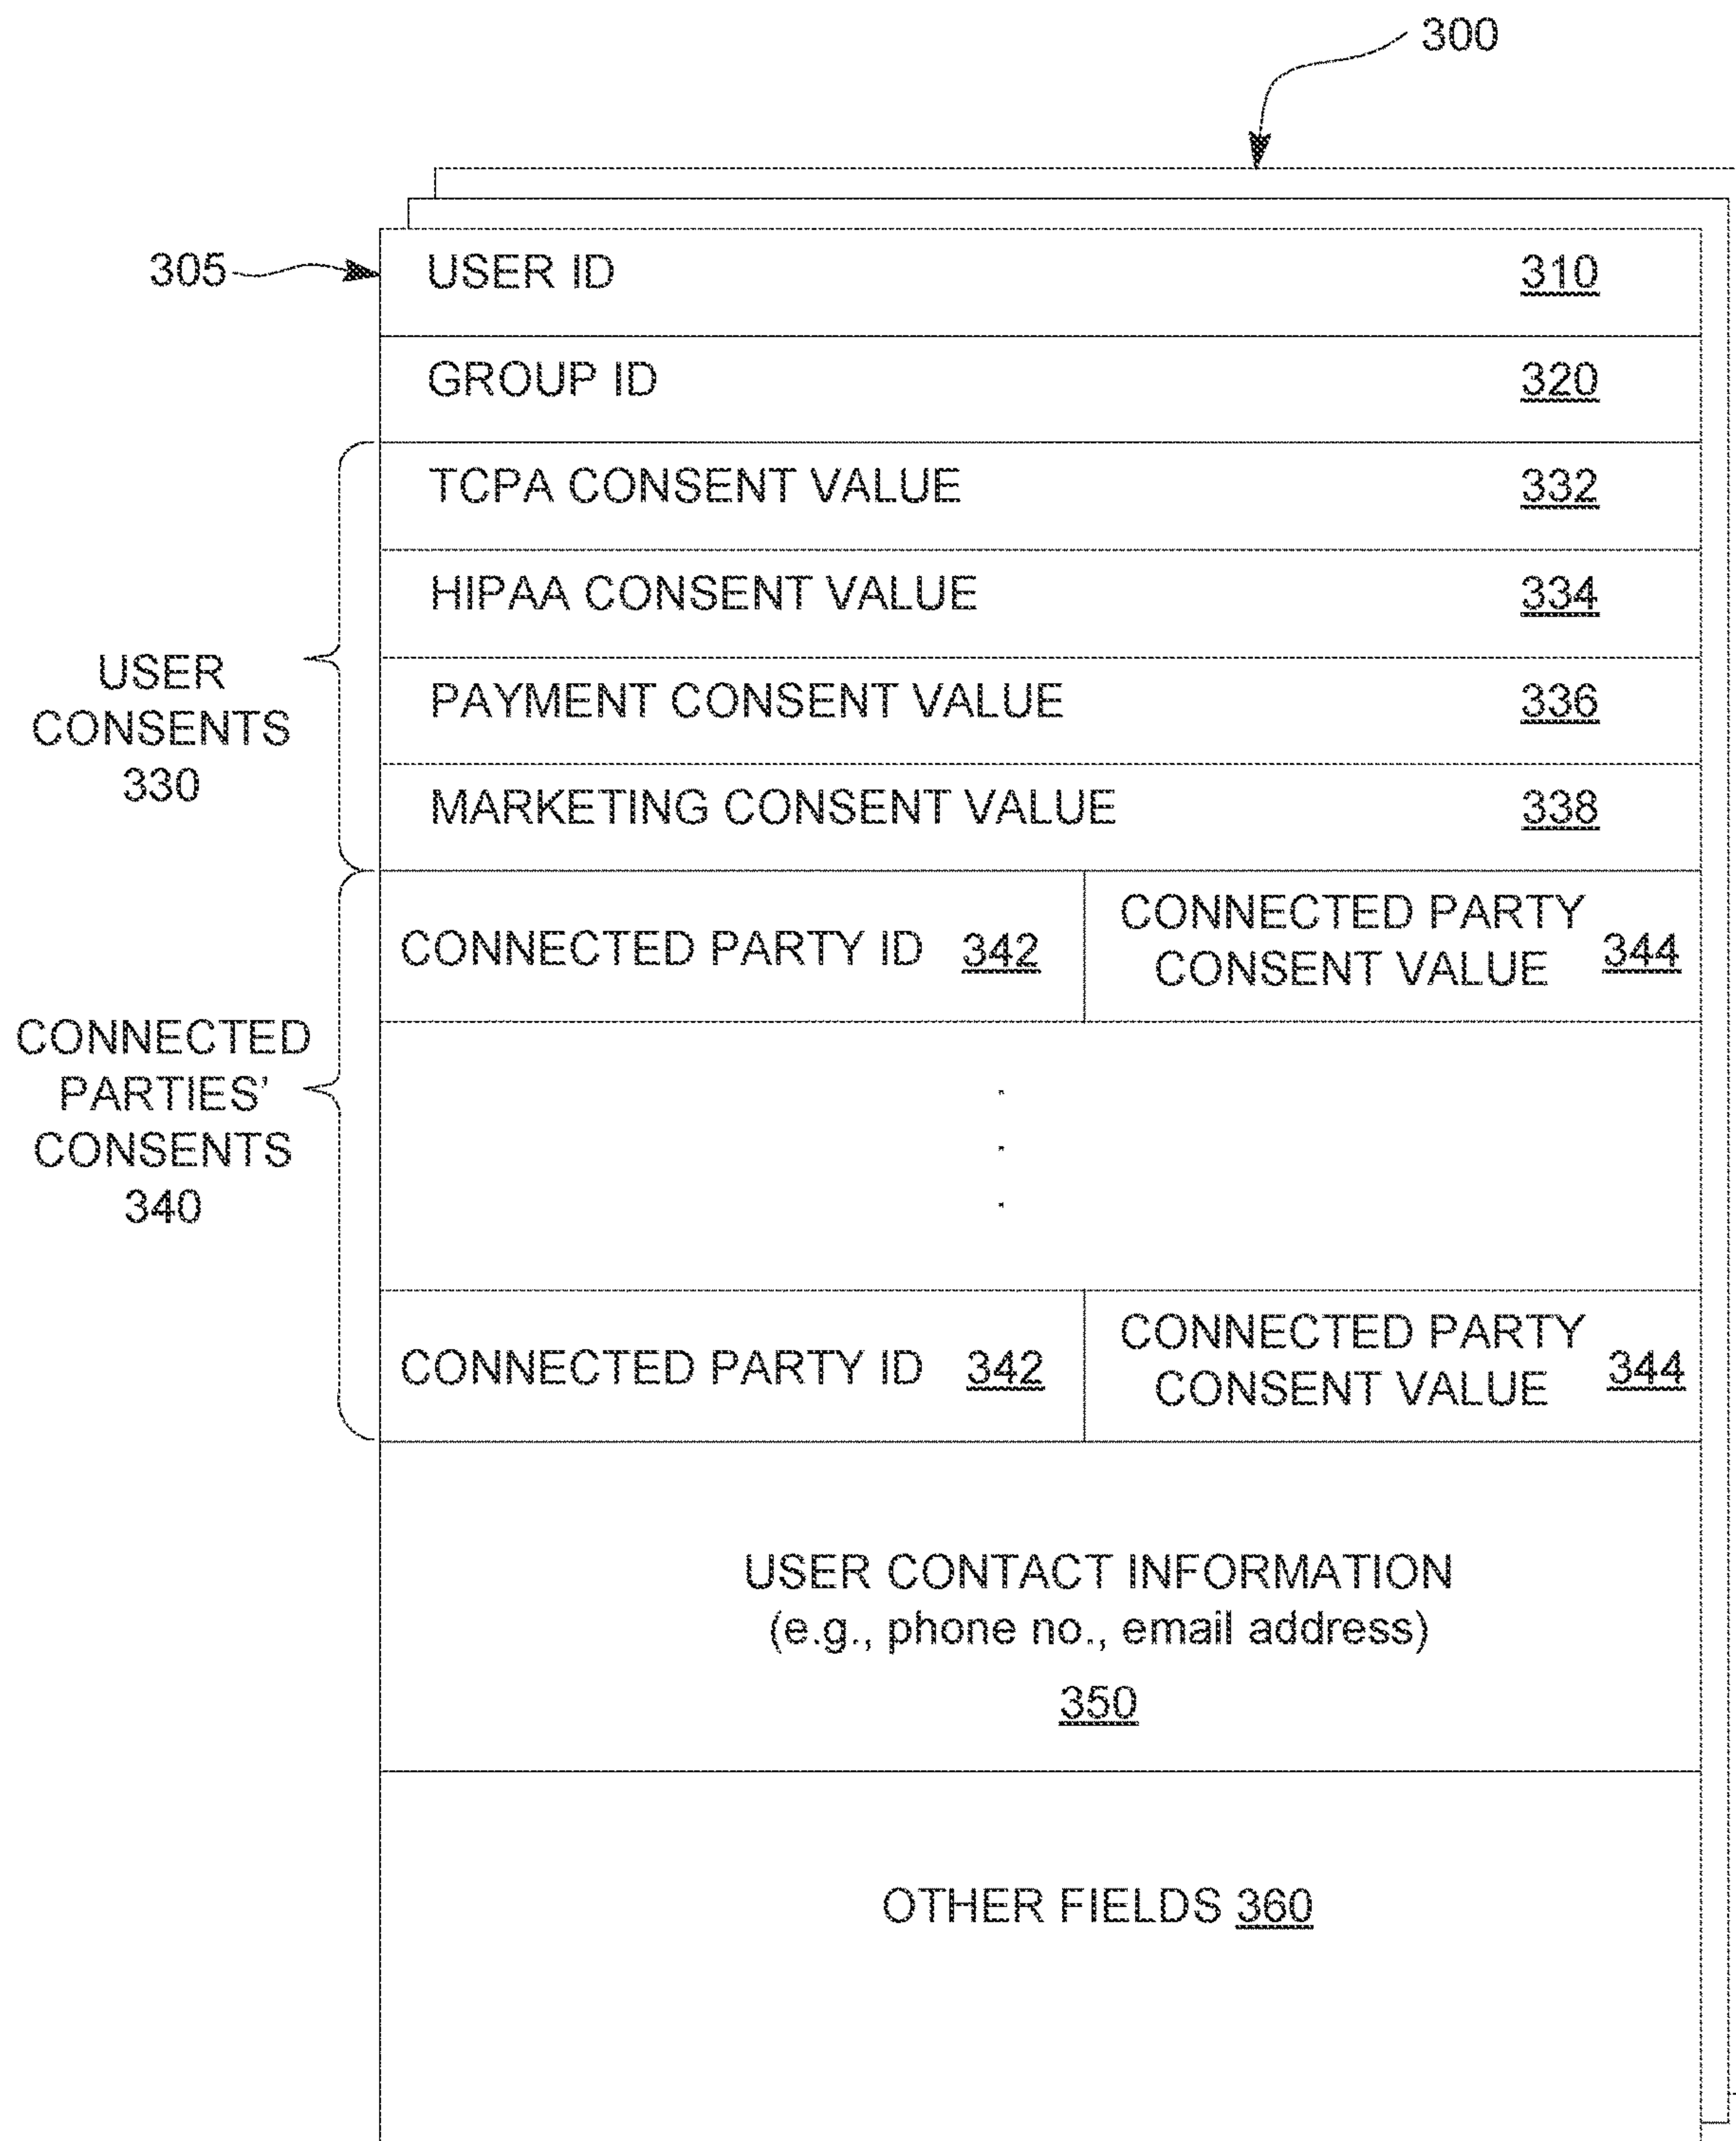 300
305
USER ID 310
GROUP ID 320
USER
CONSENTS
330
TCPA CONSENT VALUE 332
HIPAA CONSENT VALUE 334
PAYMENT CONSENT VALUE 336
MARKETING CONSENT VALUE 338
CONNECTED
PARTIES'
CONSENTS
340
CONNECTED PARTY ID 342
CONNECTED PARTY
CONSENT VALUE 344
.
.
.
CONNECTED PARTY ID 342
CONNECTED PARTY
CONSENT VALUE 344
USER CONTACT INFORMATION
(e.g., phone no., email address)
350
OTHER FIELDS 360